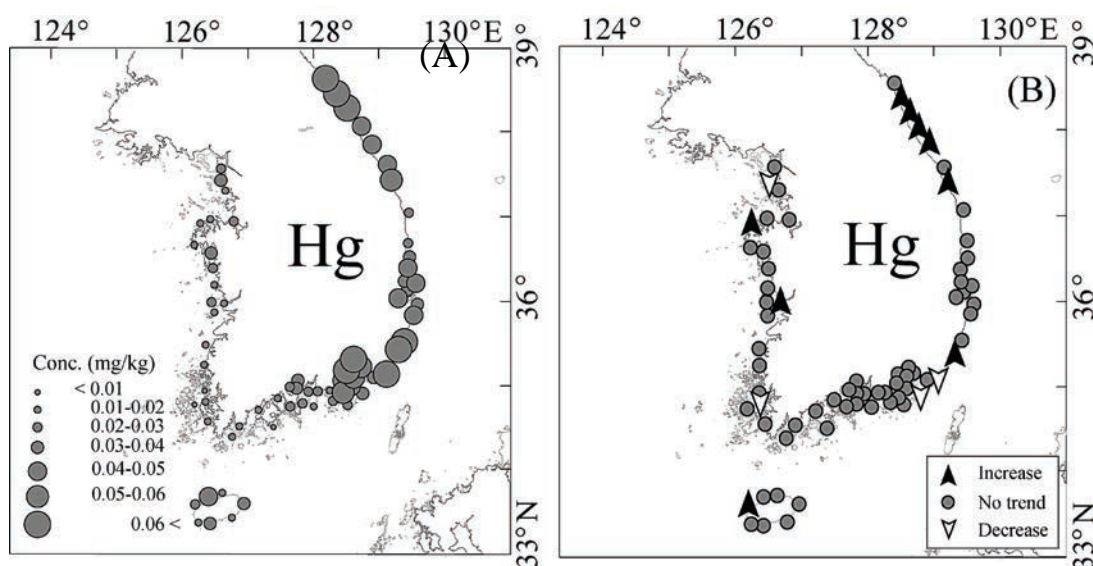 124° 126° 128° 130°E
(A)
39°
Hg
36°
33°N
Conc. (mg/kg)
< 0.01
0.01-0.02
0.02-0.03
0.03-0.04
0.04-0.05
0.05-0.06
0.06 <
124° 126° 128° 130°E
(B)
39°
Hg
36°
33°N
Increase
No trend
Decrease